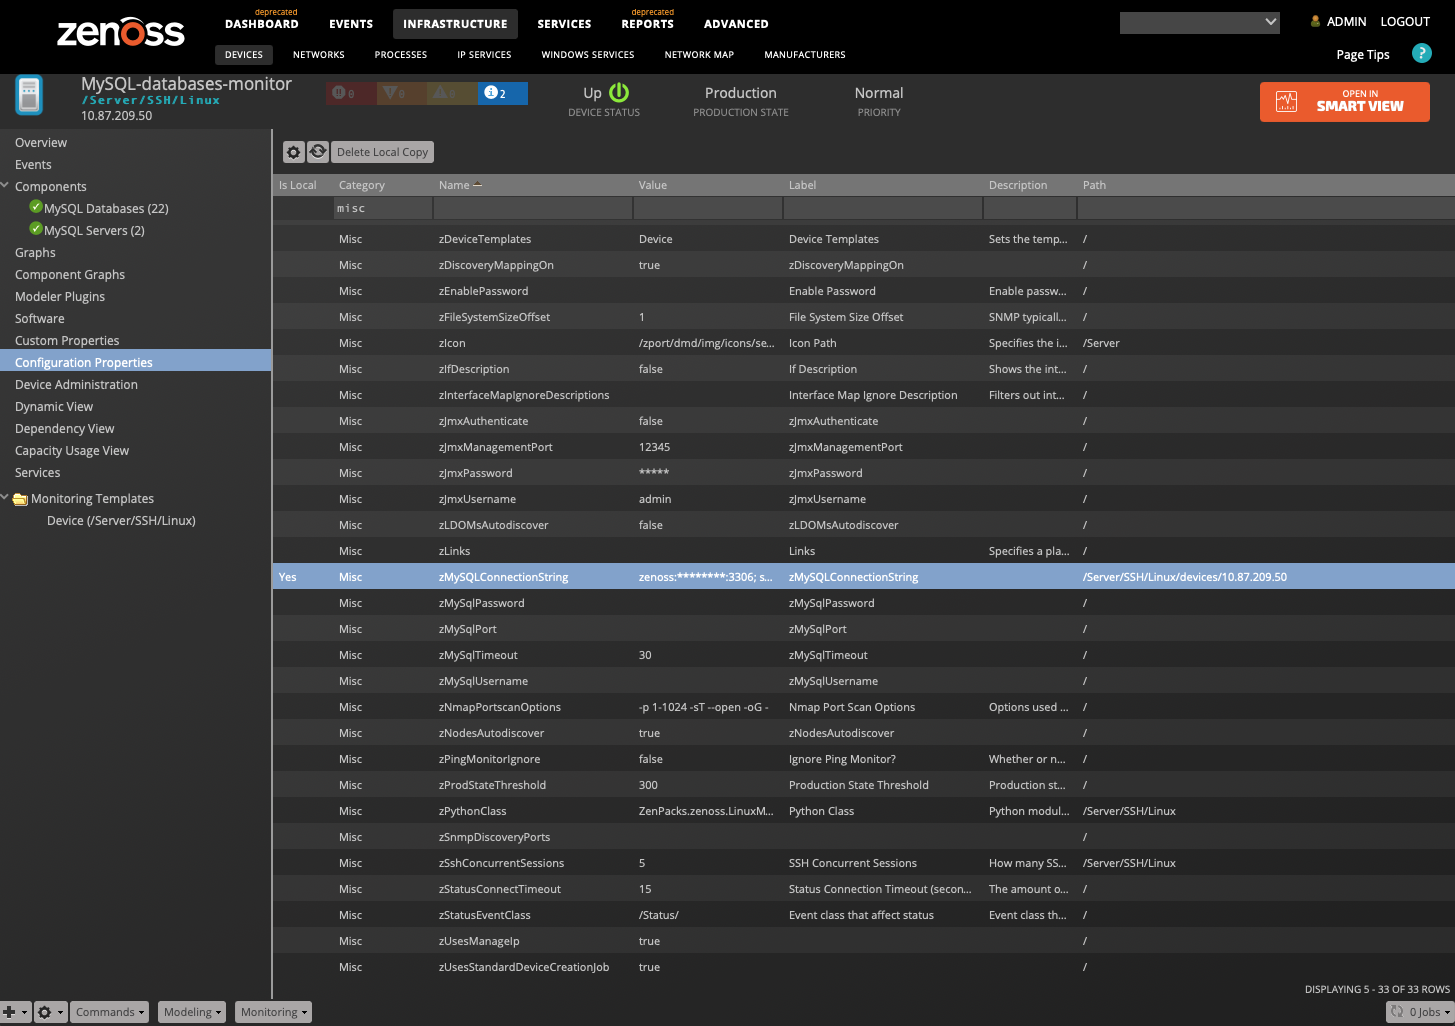 zenoss
deprecated
DASHBOARD EVENTS INFRASTRUCTURE SERVICES
deprecated
REPORTS ADVANCED
ADMIN LOGOUT
DEVICES NETWORKS PROCESSES IP SERVICES WINDOWS SERVICES NETWORK MAP MANUFACTURERS
Page Tips ?
MySQL-databases-monitor
/Server/SSH/Linux
10.87.209.50
0 0 0 2
Up
DEVICE STATUS
Production
PRODUCTION STATE
Normal
PRIORITY
OPEN IN
SMART VIEW
Overview
Events
Components
MySQL Databases (22)
MySQL Servers (2)
Graphs
Component Graphs
Modeler Plugins
Software
Custom Properties
Configuration Properties
Device Administration
Dynamic View
Dependency View
Capacity Usage View
Services
Monitoring Templates
Device (/Server/SSH/Linux)
Delete Local Copy
Is Local Category Name Value Label Description Path
misc
Misc zDeviceTemplates Device Device Templates Sets the temp... /
Misc zDiscoveryMappingOn true zDiscoveryMappingOn /
Misc zEnablePassword Enable Password Enable passw... /
Misc zFileSystemSizeOffset 1 File System Size Offset SNMP typicall... /
Misc zIcon /zport/dmd/img/icons/se... Icon Path Specifies the i... /Server
Misc zIfDescription false If Description Shows the int... /
Misc zInterfaceMapIgnoreDescriptions Interface Map Ignore Description Filters out int... /
Misc zJmxAuthenticate false zJmxAuthenticate /
Misc zJmxManagementPort 12345 zJmxManagementPort /
Misc zJmxPassword ***** zJmxPassword /
Misc zJmxUsername admin zJmxUsername /
Misc zLDOMsAutodiscover false zLDOMsAutodiscover /
Misc zLinks Links Specifies a pla... /
Yes Misc zMySQLConnectionString zenoss:********:3306; s... zMySQLConnectionString /Server/SSH/Linux/devices/10.87.209.50
Misc zMySqlPassword zMySqlPassword /
Misc zMySqlPort zMySqlPort /
Misc zMySqlTimeout 30 zMySqlTimeout /
Misc zMySqlUsername zMySqlUsername /
Misc zNmapPortscanOptions -p 1-1024 -sT --open -oG - Nmap Port Scan Options Options used ... /
Misc zNodesAutodiscover true zNodesAutodiscover /
Misc zPingMonitorIgnore false Ignore Ping Monitor? Whether or n... /
Misc zProdStateThreshold 300 Production State Threshold Production st... /
Misc zPythonClass ZenPacks.zenoss.LinuxM... Python Class Python modul... /Server/SSH/Linux
Misc zSnmpDiscoveryPorts /
Misc zSshConcurrentSessions 5 SSH Concurrent Sessions How many SS... /Server/SSH/Linux
Misc zStatusConnectTimeout 15 Status Connection Timeout (secon... The amount o... /
Misc zStatusEventClass /Status/ Event class that affect status Event class th... /
Misc zUsesManageIp true /
Misc zUsesStandardDeviceCreationJob true /
DISPLAYING 5 - 33 OF 33 ROWS
Commands Modeling Monitoring 0 Jobs